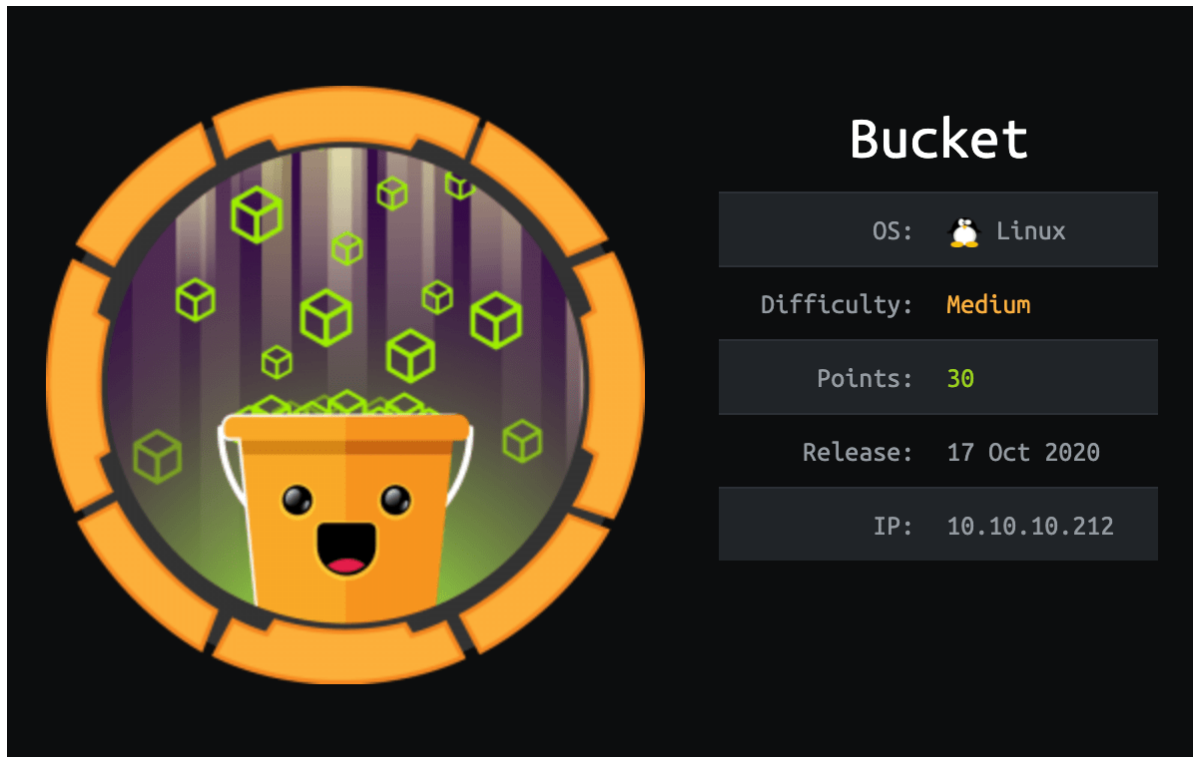 Bucket
OS: Linux
Difficulty: Medium
Points: 30
Release: 17 Oct 2020
IP: 10.10.10.212